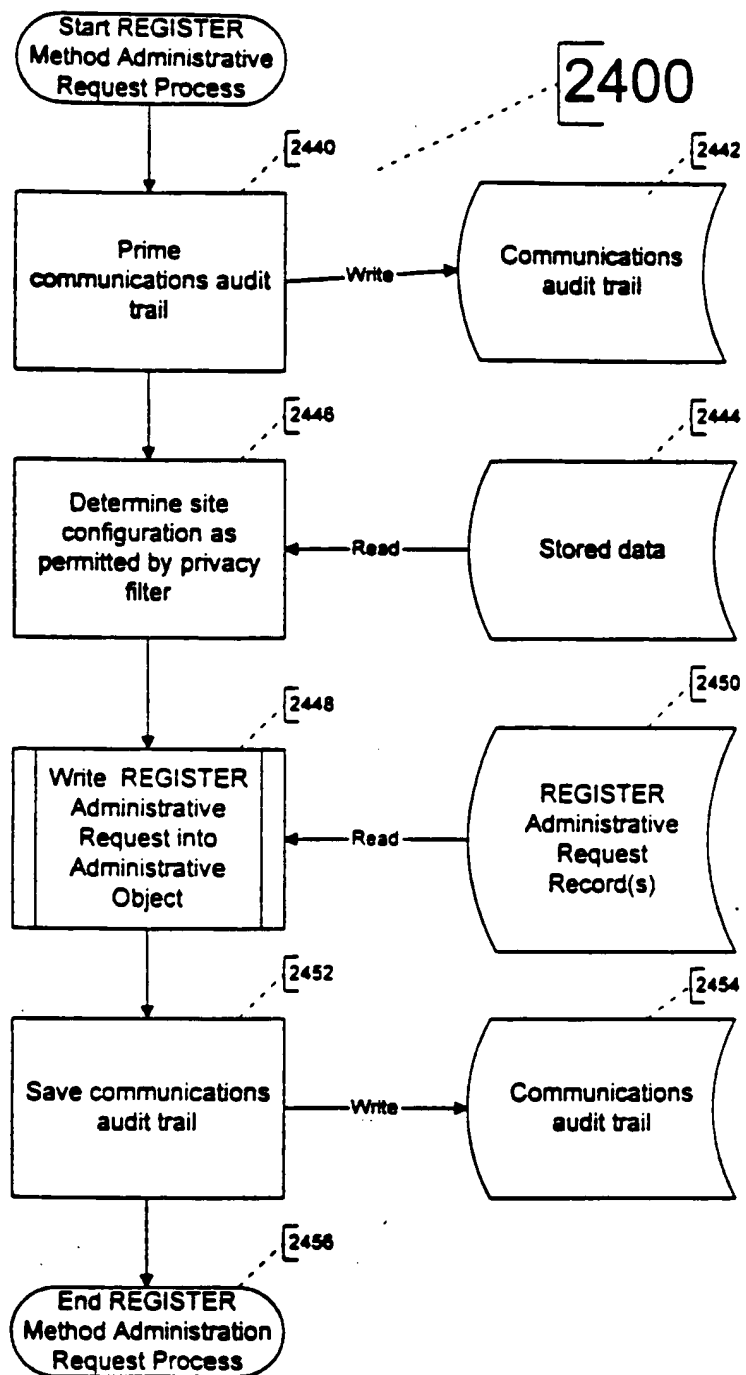 Start REGISTER
Method Administrative
Request Process
2400
2440
2442
Prime
communications audit
trail
Write
Communications
audit trail
2446
2444
Determine site
configuration as
permitted by privacy
filter
Read
Stored data
2448
2450
Write REGISTER
Administrative
Request into
Administrative
Object
Read
REGISTER
Administrative
Request
Record(s)
2452
2454
Save communications
audit trail
Write
Communications
audit trail
2456
End REGISTER
Method Administration
Request Process